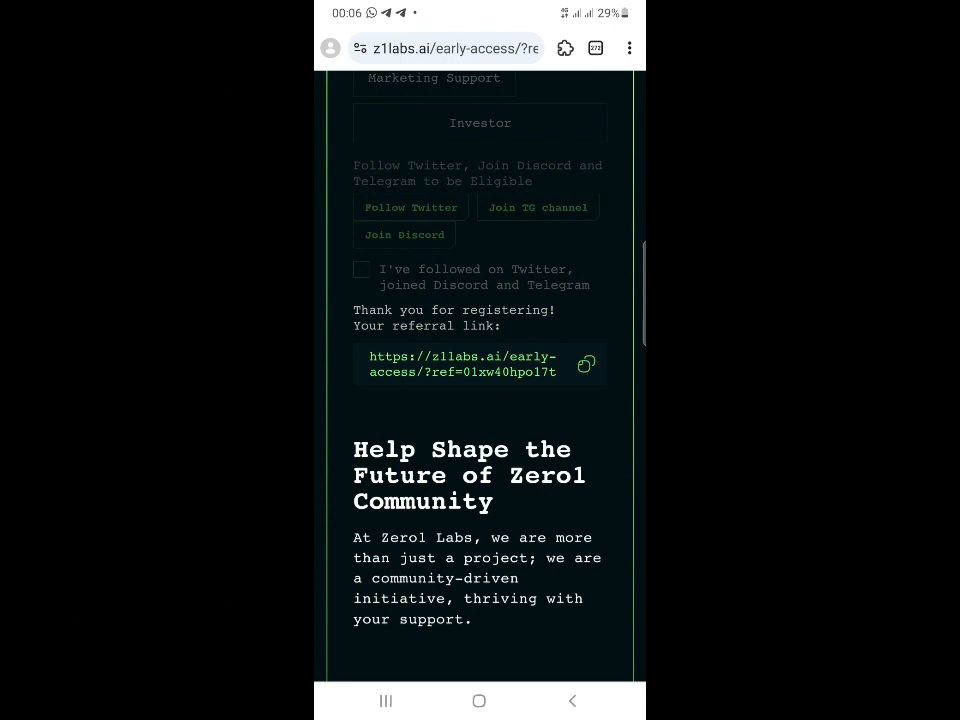 00:06 29%
z1labs.ai/early-access/?re
Marketing Support
Investor
Follow Twitter, Join Discord and
Telegram to be Eligible
Follow Twitter Join TG channel
Join Discord
I've followed on Twitter,
joined Discord and Telegram
Thank you for registering!
Your referral link:
https://z1labs.ai/early-
access/?ref=01xw40hpo17t
Help Shape the
Future of Zero1
Community
At Zero1 Labs, we are more
than just a project; we are
a community-driven
initiative, thriving with
your support.